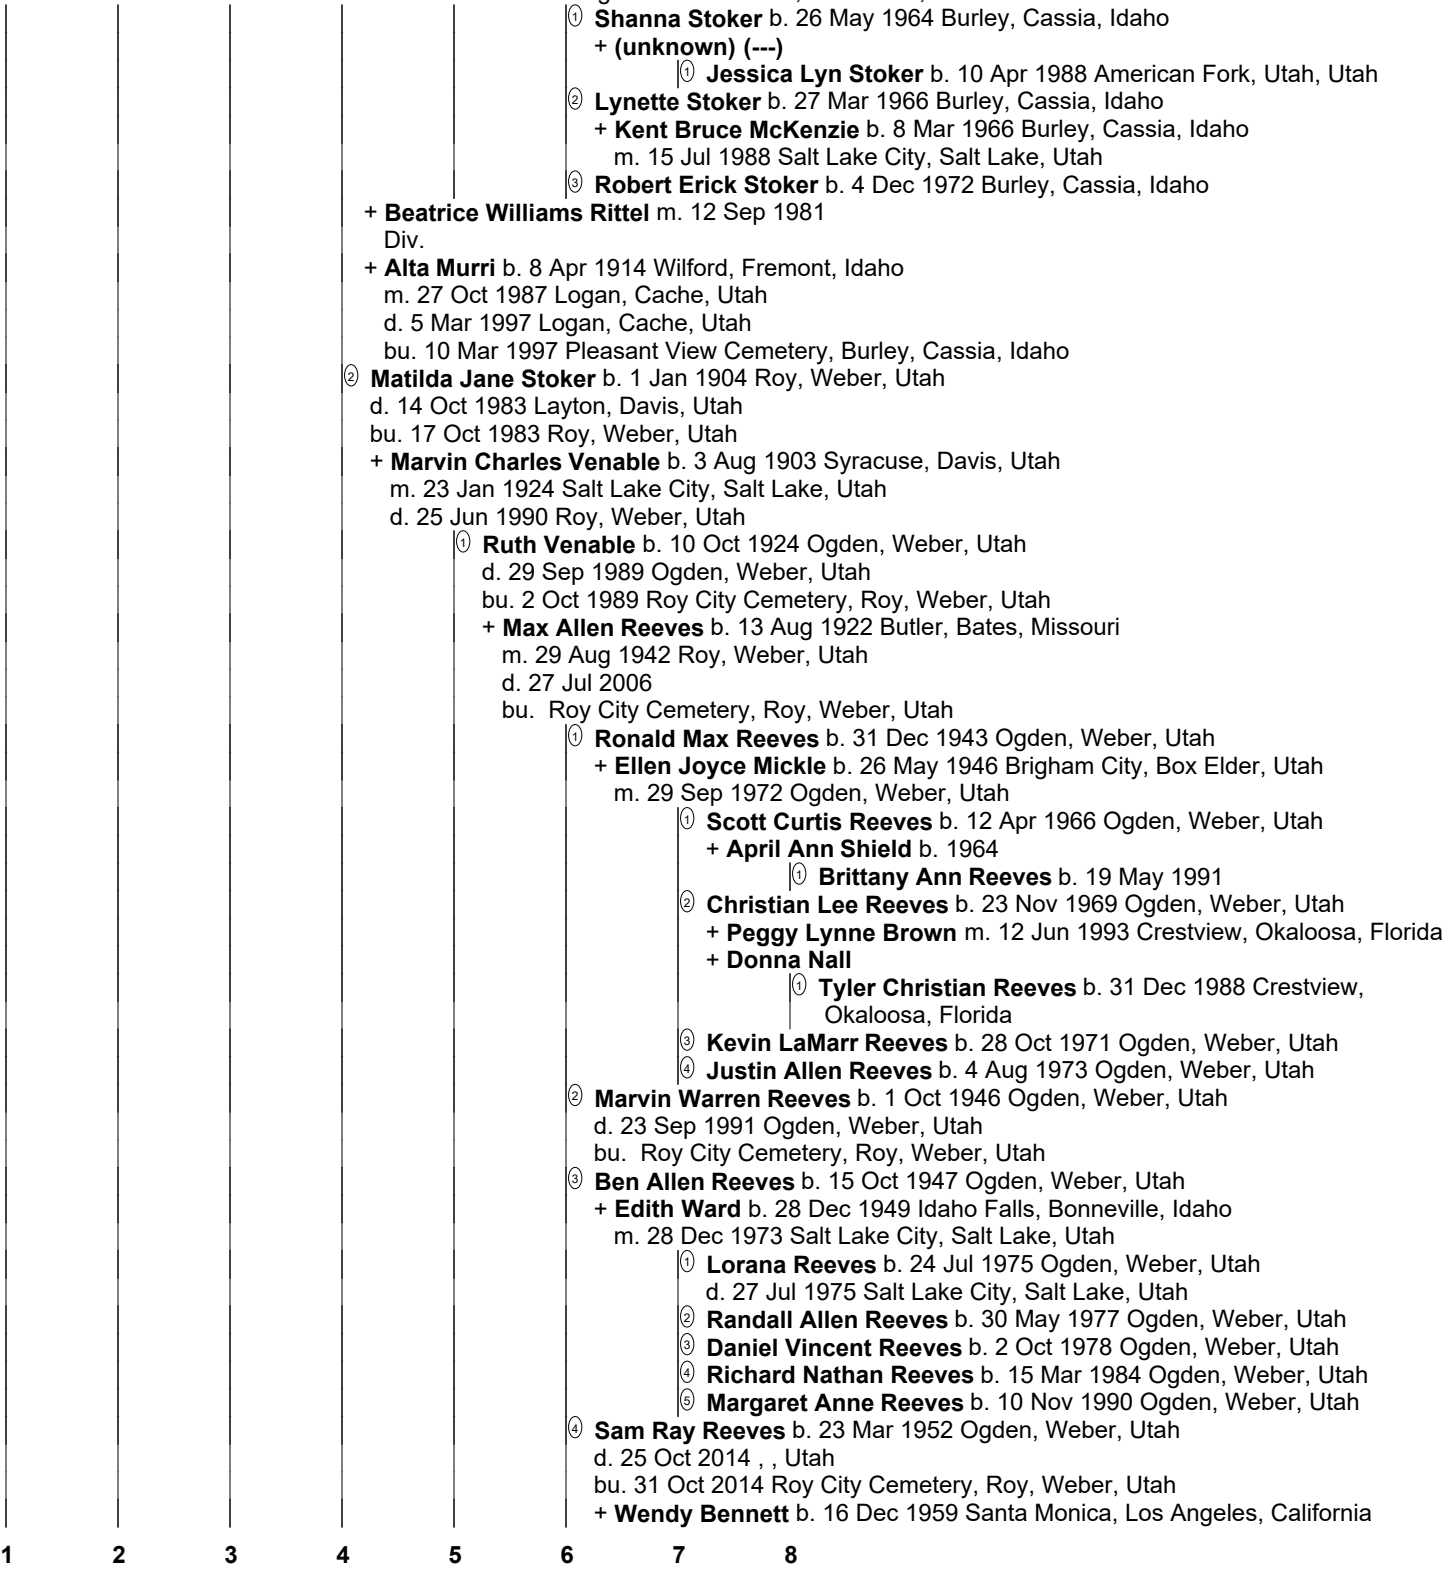 ① Shanna Stoker b. 26 May 1964 Burley, Cassia, Idaho
+ (unknown) (---)
① Jessica Lyn Stoker b. 10 Apr 1988 American Fork, Utah, Utah
② Lynette Stoker b. 27 Mar 1966 Burley, Cassia, Idaho
+ Kent Bruce McKenzie b. 8 Mar 1966 Burley, Cassia, Idaho
m. 15 Jul 1988 Salt Lake City, Salt Lake, Utah
③ Robert Erick Stoker b. 4 Dec 1972 Burley, Cassia, Idaho
+ Beatrice Williams Rittel m. 12 Sep 1981
Div.
+ Alta Murri b. 8 Apr 1914 Wilford, Fremont, Idaho
m. 27 Oct 1987 Logan, Cache, Utah
d. 5 Mar 1997 Logan, Cache, Utah
bu. 10 Mar 1997 Pleasant View Cemetery, Burley, Cassia, Idaho
② Matilda Jane Stoker b. 1 Jan 1904 Roy, Weber, Utah
d. 14 Oct 1983 Layton, Davis, Utah
bu. 17 Oct 1983 Roy, Weber, Utah
+ Marvin Charles Venable b. 3 Aug 1903 Syracuse, Davis, Utah
m. 23 Jan 1924 Salt Lake City, Salt Lake, Utah
d. 25 Jun 1990 Roy, Weber, Utah
① Ruth Venable b. 10 Oct 1924 Ogden, Weber, Utah
d. 29 Sep 1989 Ogden, Weber, Utah
bu. 2 Oct 1989 Roy City Cemetery, Roy, Weber, Utah
+ Max Allen Reeves b. 13 Aug 1922 Butler, Bates, Missouri
m. 29 Aug 1942 Roy, Weber, Utah
d. 27 Jul 2006
bu. Roy City Cemetery, Roy, Weber, Utah
① Ronald Max Reeves b. 31 Dec 1943 Ogden, Weber, Utah
+ Ellen Joyce Mickle b. 26 May 1946 Brigham City, Box Elder, Utah
m. 29 Sep 1972 Ogden, Weber, Utah
① Scott Curtis Reeves b. 12 Apr 1966 Ogden, Weber, Utah
+ April Ann Shield b. 1964
① Brittany Ann Reeves b. 19 May 1991
② Christian Lee Reeves b. 23 Nov 1969 Ogden, Weber, Utah
+ Peggy Lynne Brown m. 12 Jun 1993 Crestview, Okaloosa, Florida
+ Donna Nall
① Tyler Christian Reeves b. 31 Dec 1988 Crestview,
Okaloosa, Florida
③ Kevin LaMarr Reeves b. 28 Oct 1971 Ogden, Weber, Utah
④ Justin Allen Reeves b. 4 Aug 1973 Ogden, Weber, Utah
② Marvin Warren Reeves b. 1 Oct 1946 Ogden, Weber, Utah
d. 23 Sep 1991 Ogden, Weber, Utah
bu. Roy City Cemetery, Roy, Weber, Utah
③ Ben Allen Reeves b. 15 Oct 1947 Ogden, Weber, Utah
+ Edith Ward b. 28 Dec 1949 Idaho Falls, Bonneville, Idaho
m. 28 Dec 1973 Salt Lake City, Salt Lake, Utah
① Lorana Reeves b. 24 Jul 1975 Ogden, Weber, Utah
d. 27 Jul 1975 Salt Lake City, Salt Lake, Utah
② Randall Allen Reeves b. 30 May 1977 Ogden, Weber, Utah
③ Daniel Vincent Reeves b. 2 Oct 1978 Ogden, Weber, Utah
④ Richard Nathan Reeves b. 15 Mar 1984 Ogden, Weber, Utah
⑤ Margaret Anne Reeves b. 10 Nov 1990 Ogden, Weber, Utah
④ Sam Ray Reeves b. 23 Mar 1952 Ogden, Weber, Utah
d. 25 Oct 2014 , , Utah
bu. 31 Oct 2014 Roy City Cemetery, Roy, Weber, Utah
+ Wendy Bennett b. 16 Dec 1959 Santa Monica, Los Angeles, California
1 2 3 4 5 6 7 8